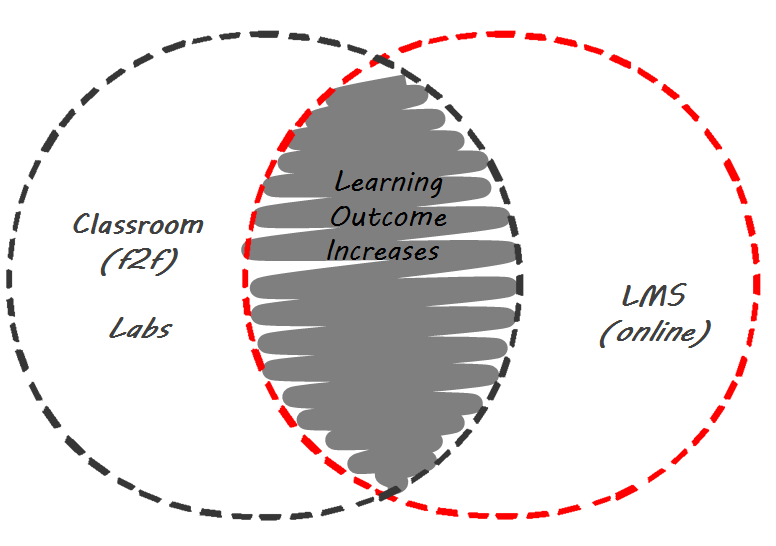 Classroom
(f2f)
Labs
Learning
Outcome
Increases
LMS
(online)